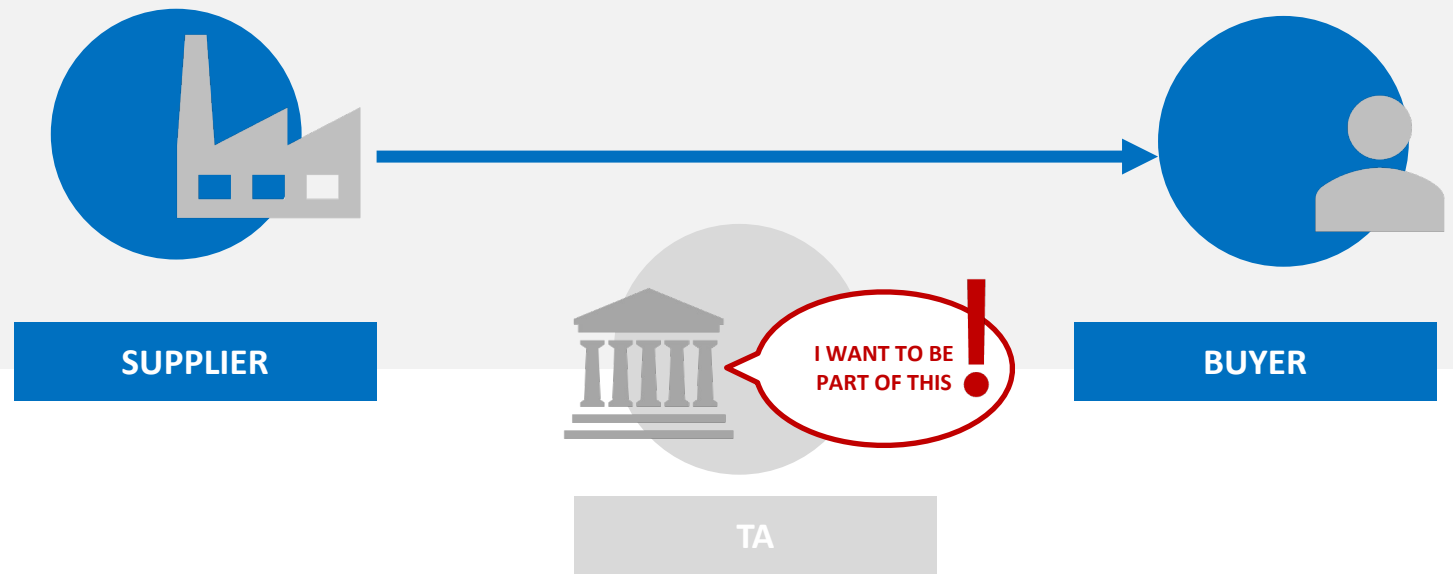 I WANT TO BE
PART OF THIS
SUPPLIER
BUYER
TA